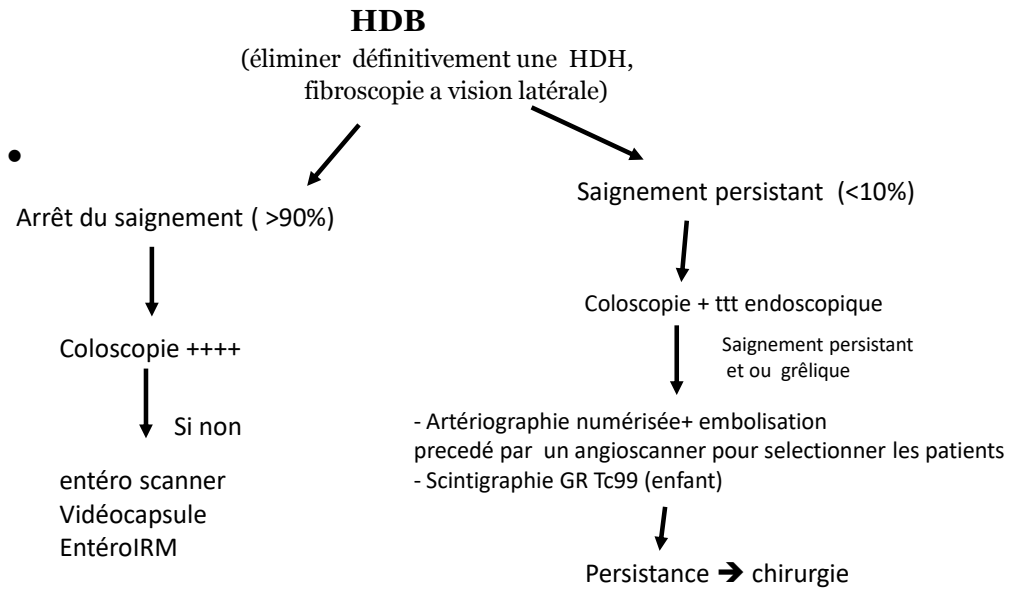 HDB
(éliminer définitivement une HDH,
fibroscopie a vision latérale)
•
Arrêt du saignement ( >90%)
Coloscopie ++++
Si non
entéro scanner
Vidéocapsule
EntéroIRM
Saignement persistant (<10%)
Coloscopie + ttt endoscopique
Saignement persistant
et ou grêlique
- Artériographie numérisée+ embolisation
precedé par un angioscanner pour selectionner les patients
- Scintigraphie GR Tc99 (enfant)
Persistance ➔ chirurgie